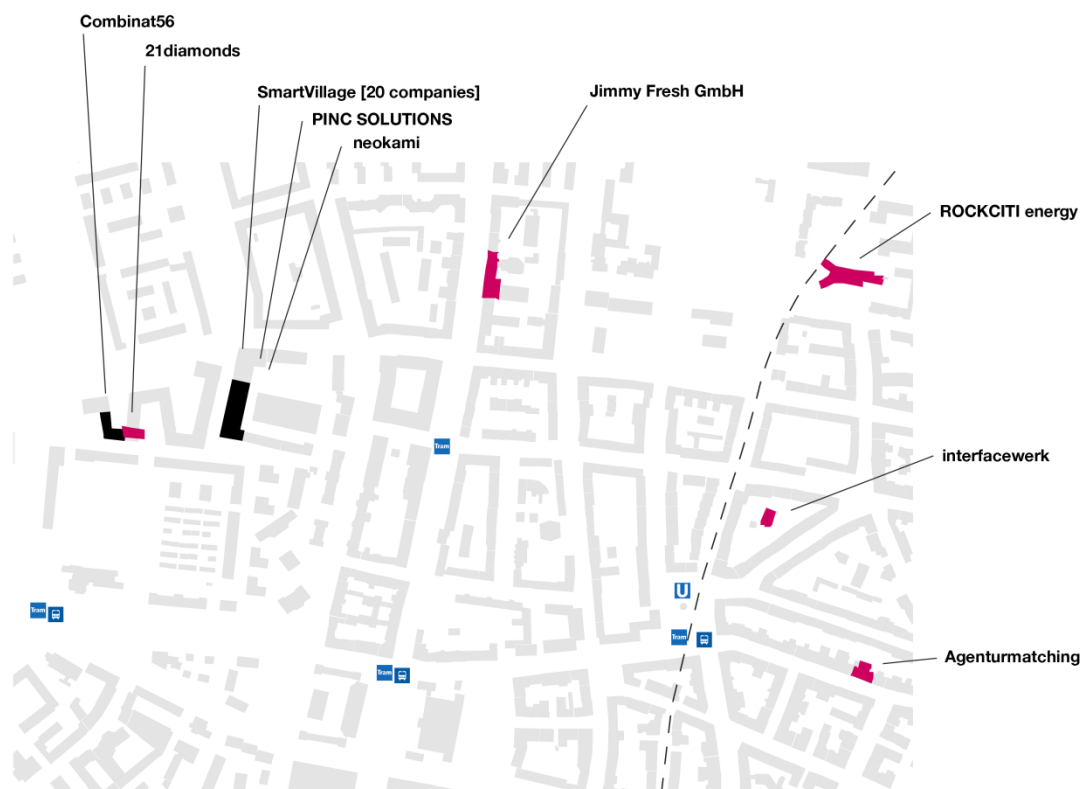 Combinat56
21diamonds
SmartVillage [20 companies]
Jimmy Fresh GmbH
PINC SOLUTIONS
neokami
ROCKCITI energy
Tram
interfacewerk
U
Tram
Tram
Tram
Agenturmatching